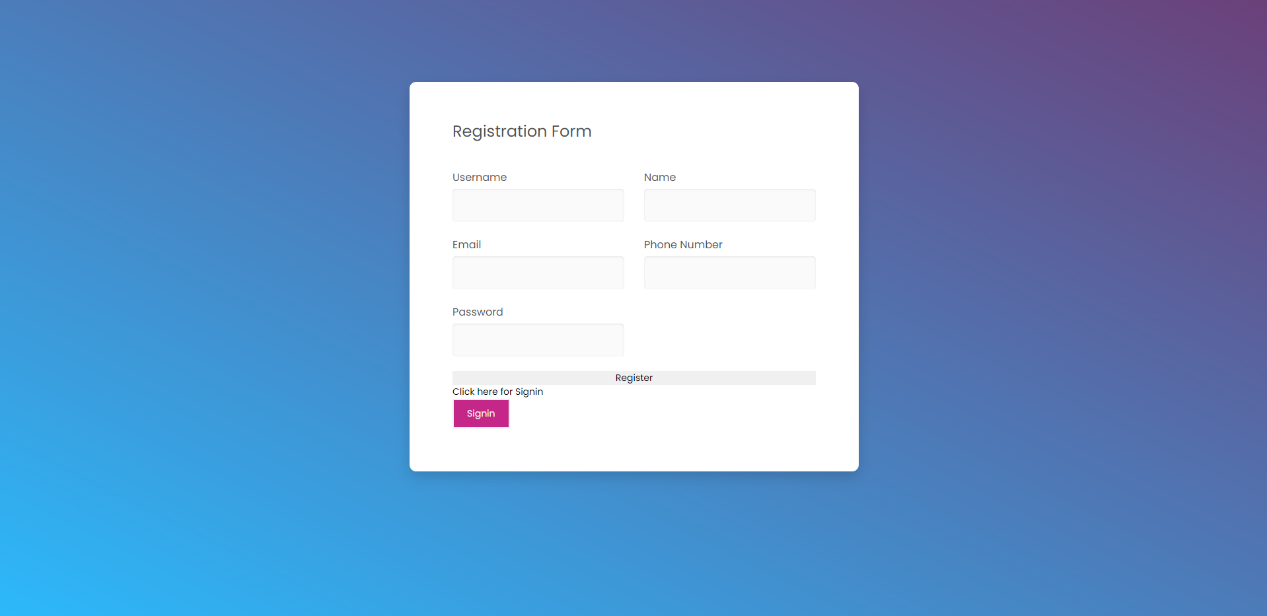 Registration Form
Username
Name
Email
Phone Number
Password
Register
Click here for Signin
Signin